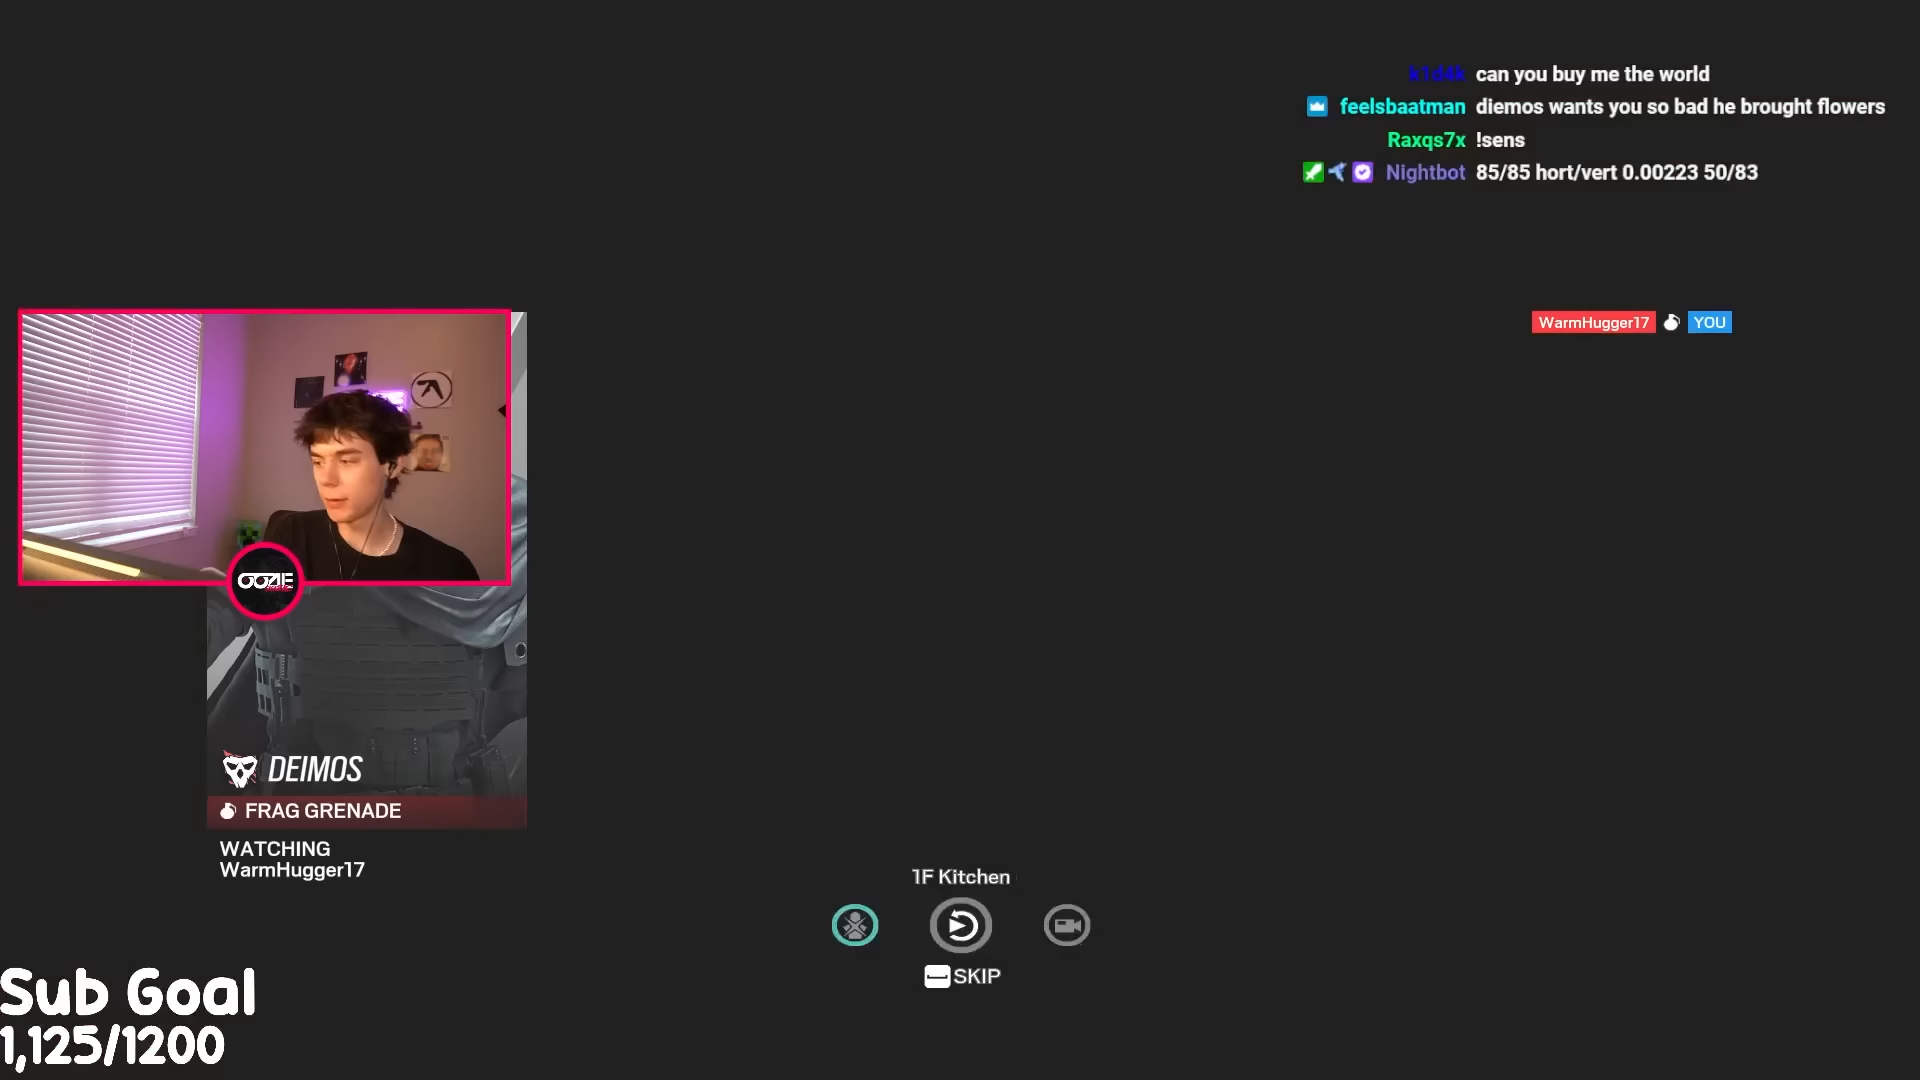 k1d4k can you buy me the world
feelsbaatman diemos wants you so bad he brought flowers
Raxqs7x !sens
Nightbot 85/85 hort/vert 0.00223 50/83
WarmHugger17 YOU
OOZIE
DEIMOS
FRAG GRENADE
WATCHING
WarmHugger17
1F Kitchen
SKIP
Sub Goal
1,125/1200